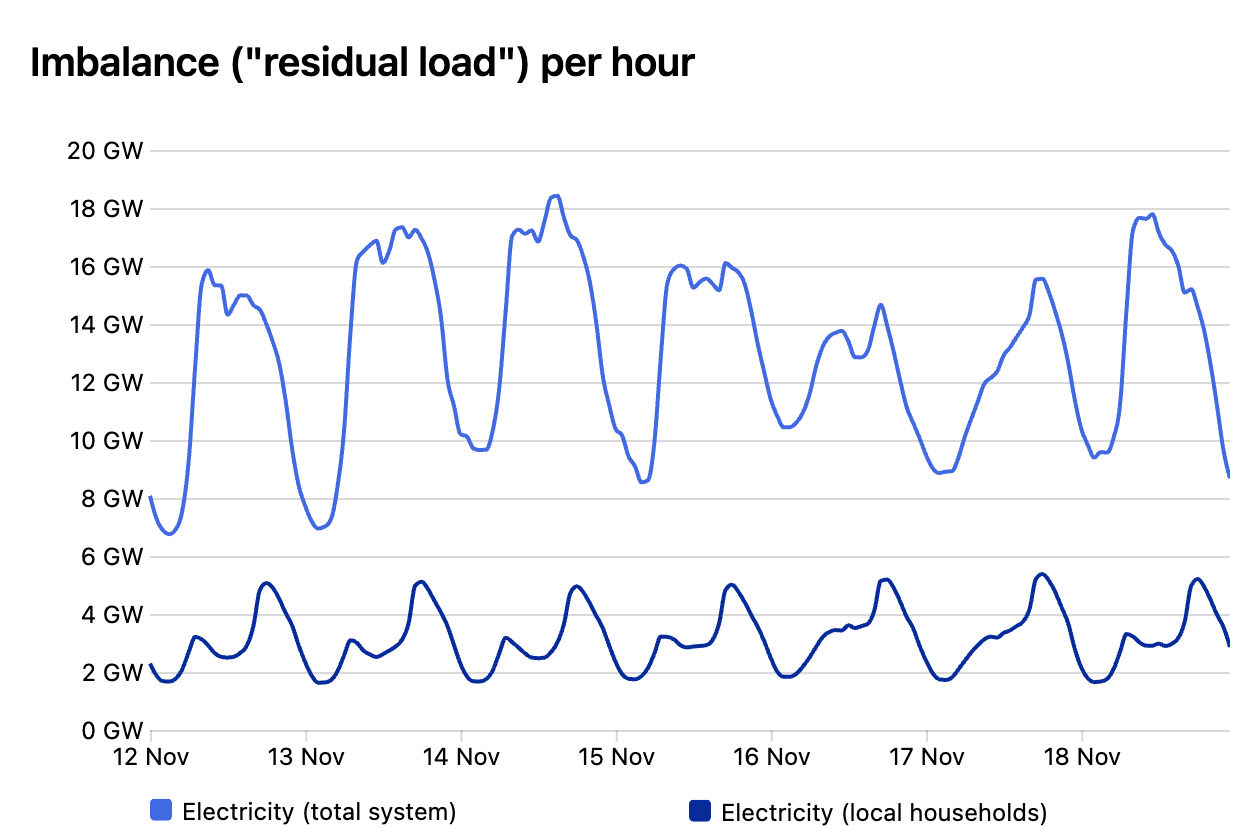 Imbalance ("residual load") per hour
20 GW
18 GW
16 GW
14 GW
12 GW
10 GW
8 GW
6 GW
4 GW
2 GW
0 GW
12 Nov 13 Nov 14 Nov 15 Nov 16 Nov 17 Nov 18 Nov
Electricity (total system) Electricity (local households)